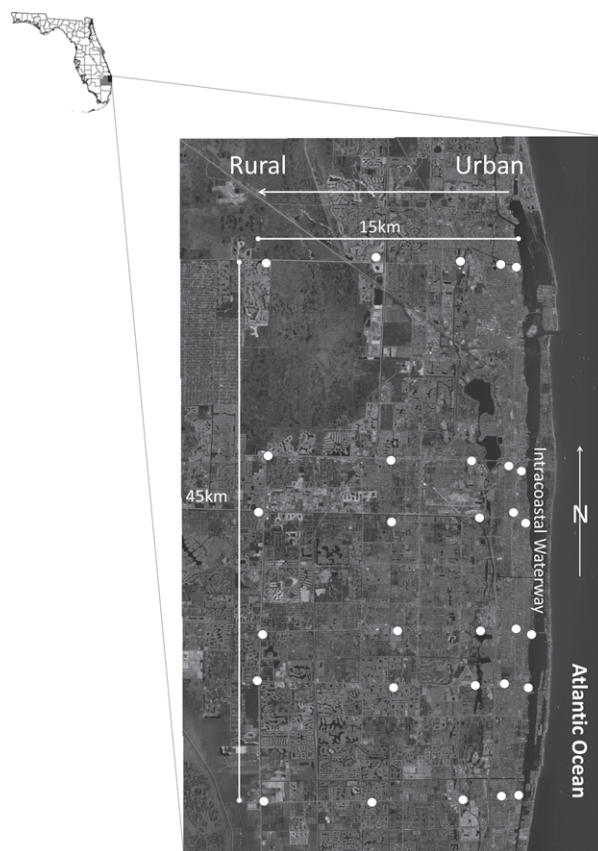 Rural
Urban
15km
45km
Intracoastal Waterway
N
Atlantic Ocean